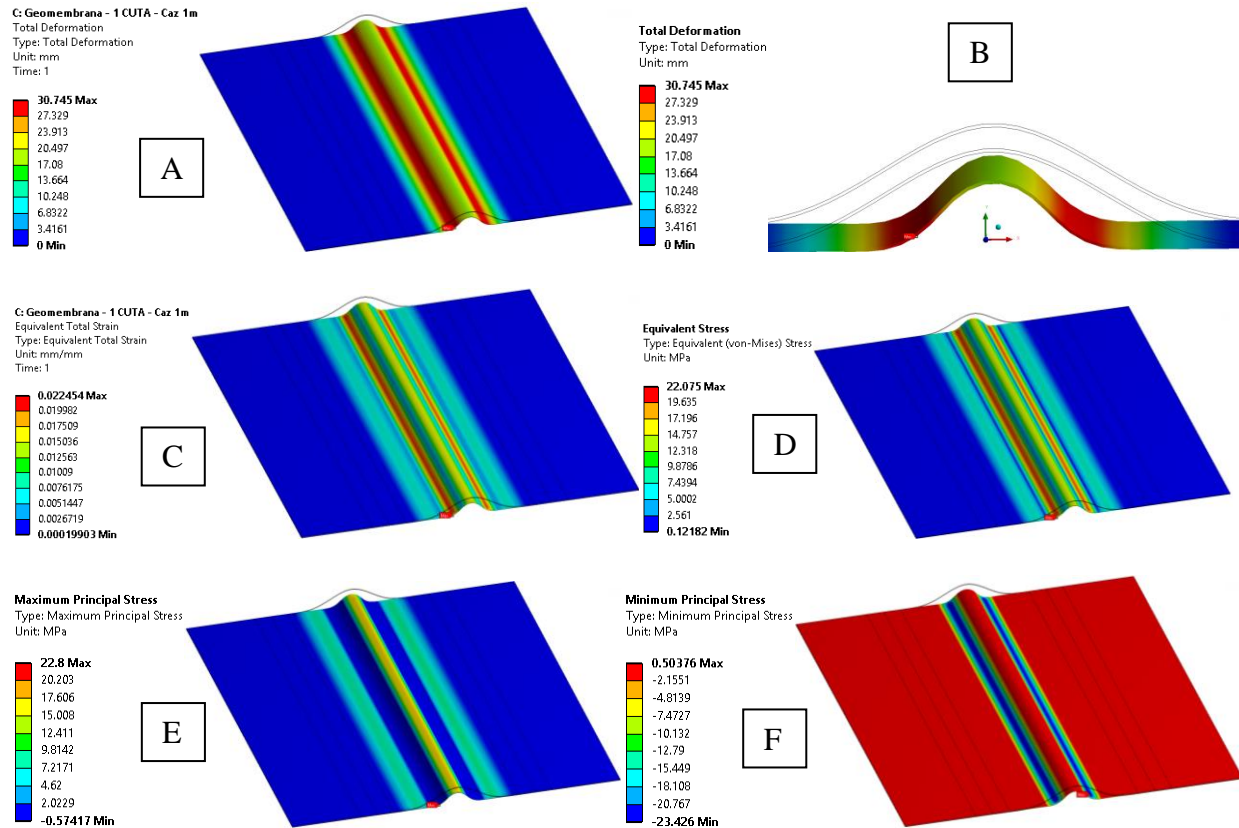 C: Geomembrana - 1 CUTA - Caz 1m
Total Deformation
Type: Total Deformation
Unit: mm
Time: 1
30.745 Max
27.329
23.913
20.497
17.08
13.664
10.248
6.8322
3.4161
0 Min
A
Total Deformation
Type: Total Deformation
Unit: mm
30.745 Max
27.329
23.913
20.497
17.08
13.664
10.248
6.8322
3.4161
0 Min
B
C: Geomembrana - 1 CUTA - Caz 1m
Equivalent Total Strain
Type: Equivalent Total Strain
Unit: mm/mm
Time: 1
0.022454 Max
0.019982
0.017509
0.015036
0.012563
0.01009
0.0076175
0.0051447
0.0026719
0.00019903 Min
C
Equivalent Stress
Type: Equivalent (von-Mises) Stress
Unit: MPa
22.075 Max
19.635
17.196
14.757
12.318
9.8786
7.4394
5.0002
2.561
0.12182 Min
D
Maximum Principal Stress
Type: Maximum Principal Stress
Unit: MPa
22.8 Max
20.203
17.606
15.008
12.411
9.8142
7.2171
4.62
2.0229
-0.57417 Min
E
Minimum Principal Stress
Type: Minimum Principal Stress
Unit: MPa
0.50376 Max
-2.1551
-4.8139
-7.4727
-10.132
-12.79
-15.449
-18.108
-20.767
-23.426 Min
F